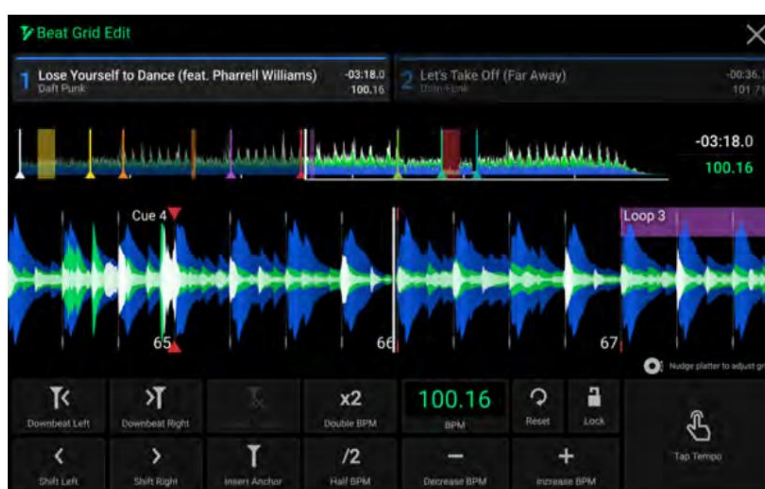 Beat Grid Edit
1 Lose Yourself to Dance (feat. Pharrell Williams) -03:18.0
Daft Punk 100.16
2 Let's Take Off (Far Away) -00:36.
101.71
-03:18.0
100.16
Cue 4
Loop 3
65
66
67
Nudge platter to adjust gri
Downbeat Left
Downbeat Right
x2
Double BPM
100.16
BPM
Reset
Lock
Tap Tempo
Shift Left
Shift Right
Insert Anchor
/2
Half BPM
Decrease BPM
Increase BPM